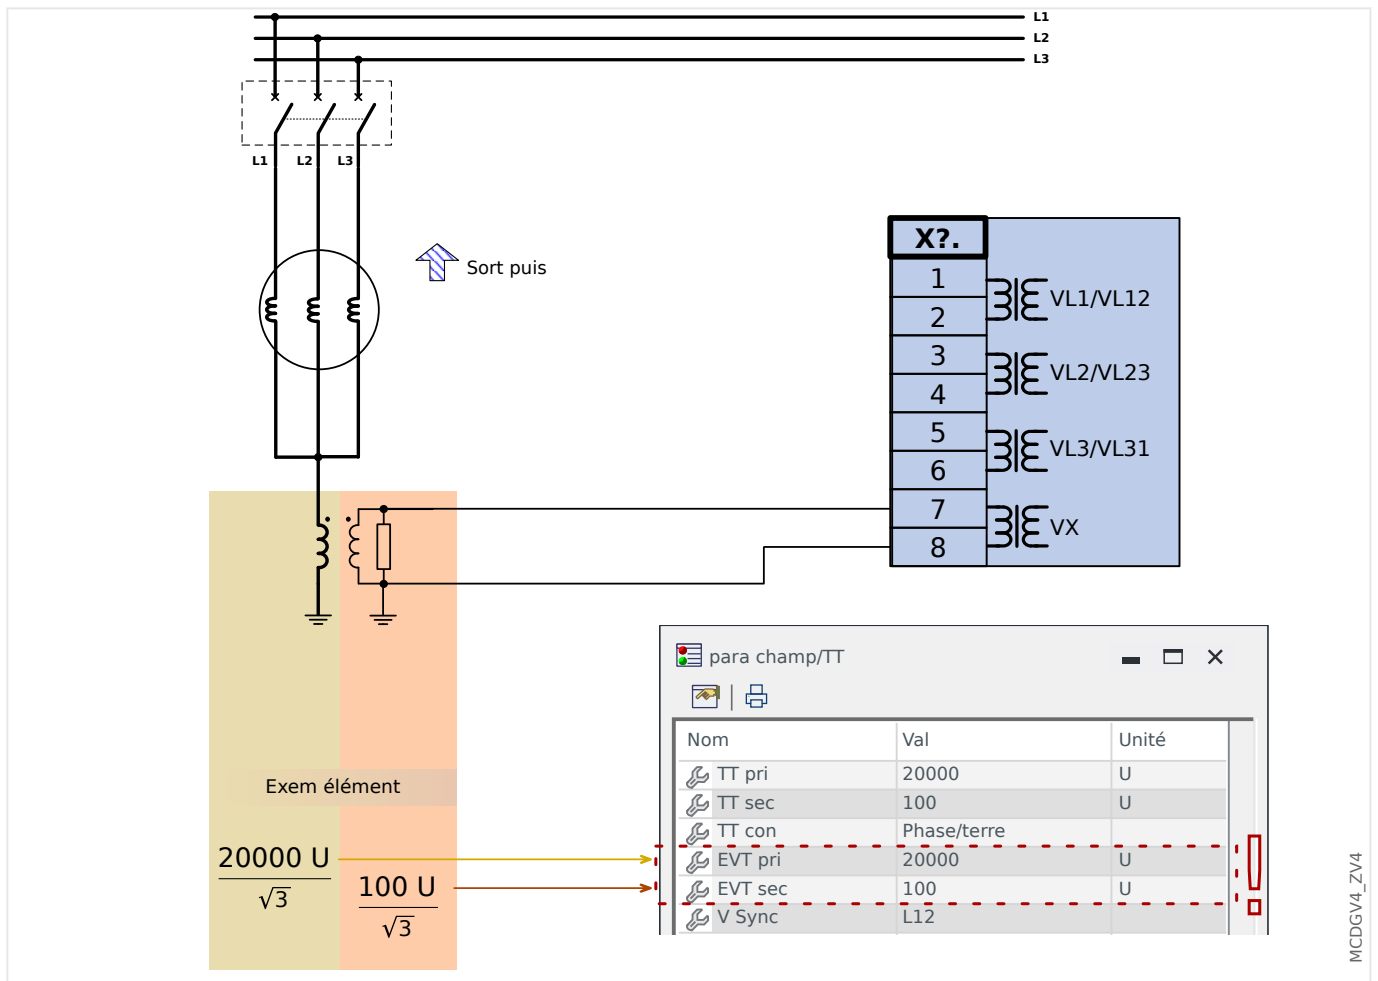 L1
L2
L3
L1 L2 L3
Sort puis
X?.
1
2
3
4
5
6
7
8
VL1/VL12
VL2/VL23
VL3/VL31
VX
para champ/TT
Nom Val Unité
TT pri 20000 U
TT sec 100 U
TT con Phase/terre
EVT pri 20000 U
EVT sec 100 U
V Sync L12
Exem élément
20000 U
√3
100 U
√3
MCDGV4_ZV4